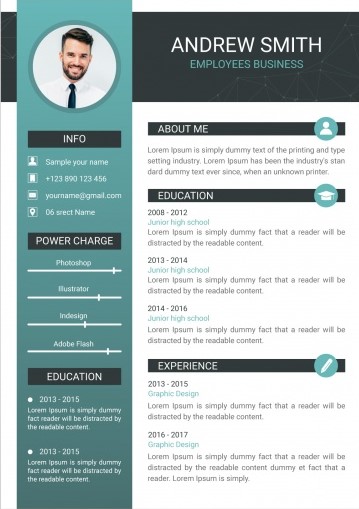 ANDREW SMITH
EMPLOYEES BUSINESS
INFO
Sample your name
+123 890 123 456
yourname@gmail.com
06 srect Name
POWER CHARGE
Photoshop
Illustrator
Indesign
Adobe Flash
EDUCATION
2013 - 2015
Lorem Ipsum is simply dummy
fact that a reader will be
distracted by the readable
content.
2013 - 2015
Lorem Ipsum is simply dummy
fact that a reader will be
distracted by the readable
content.
ABOUT ME
Lorem Ipsum is simply dummy text of the printing and type
setting industry. Lorem Ipsum has been the industry's stan
dard dummy text ever, when an unknown printer.
EDUCATION
2008 - 2012
Junior high school
Lorem Ipsum is simply dummy fact that a reader will be
distracted by the readable content.
2013 - 2014
Junior high school
Lorem Ipsum is simply dummy fact that a reader will be
distracted by the readable content.
2014 - 2016
Junior high school
Lorem Ipsum is simply dummy fact that a reader will be
distracted by the readable content.
EXPERIENCE
2013 - 2015
Graphic Design
Lorem Ipsum is simply dummy fact that a reader will be
distracted by the readable content.
2016 - 2017
Graphic Design
Lorem Ipsum is simply dummy fact that a reader will be
distracted by the readable content. Lorem Ipsum is simply
dummy fact that a reader.